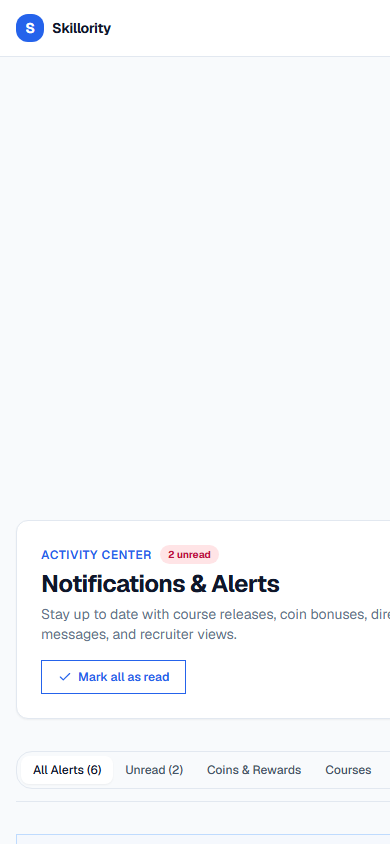 S Skillority
ACTIVITY CENTER 2 unread
Notifications & Alerts
Stay up to date with course releases, coin bonuses, dire
messages, and recruiter views.
Mark all as read
All Alerts (6) Unread (2) Coins & Rewards Courses